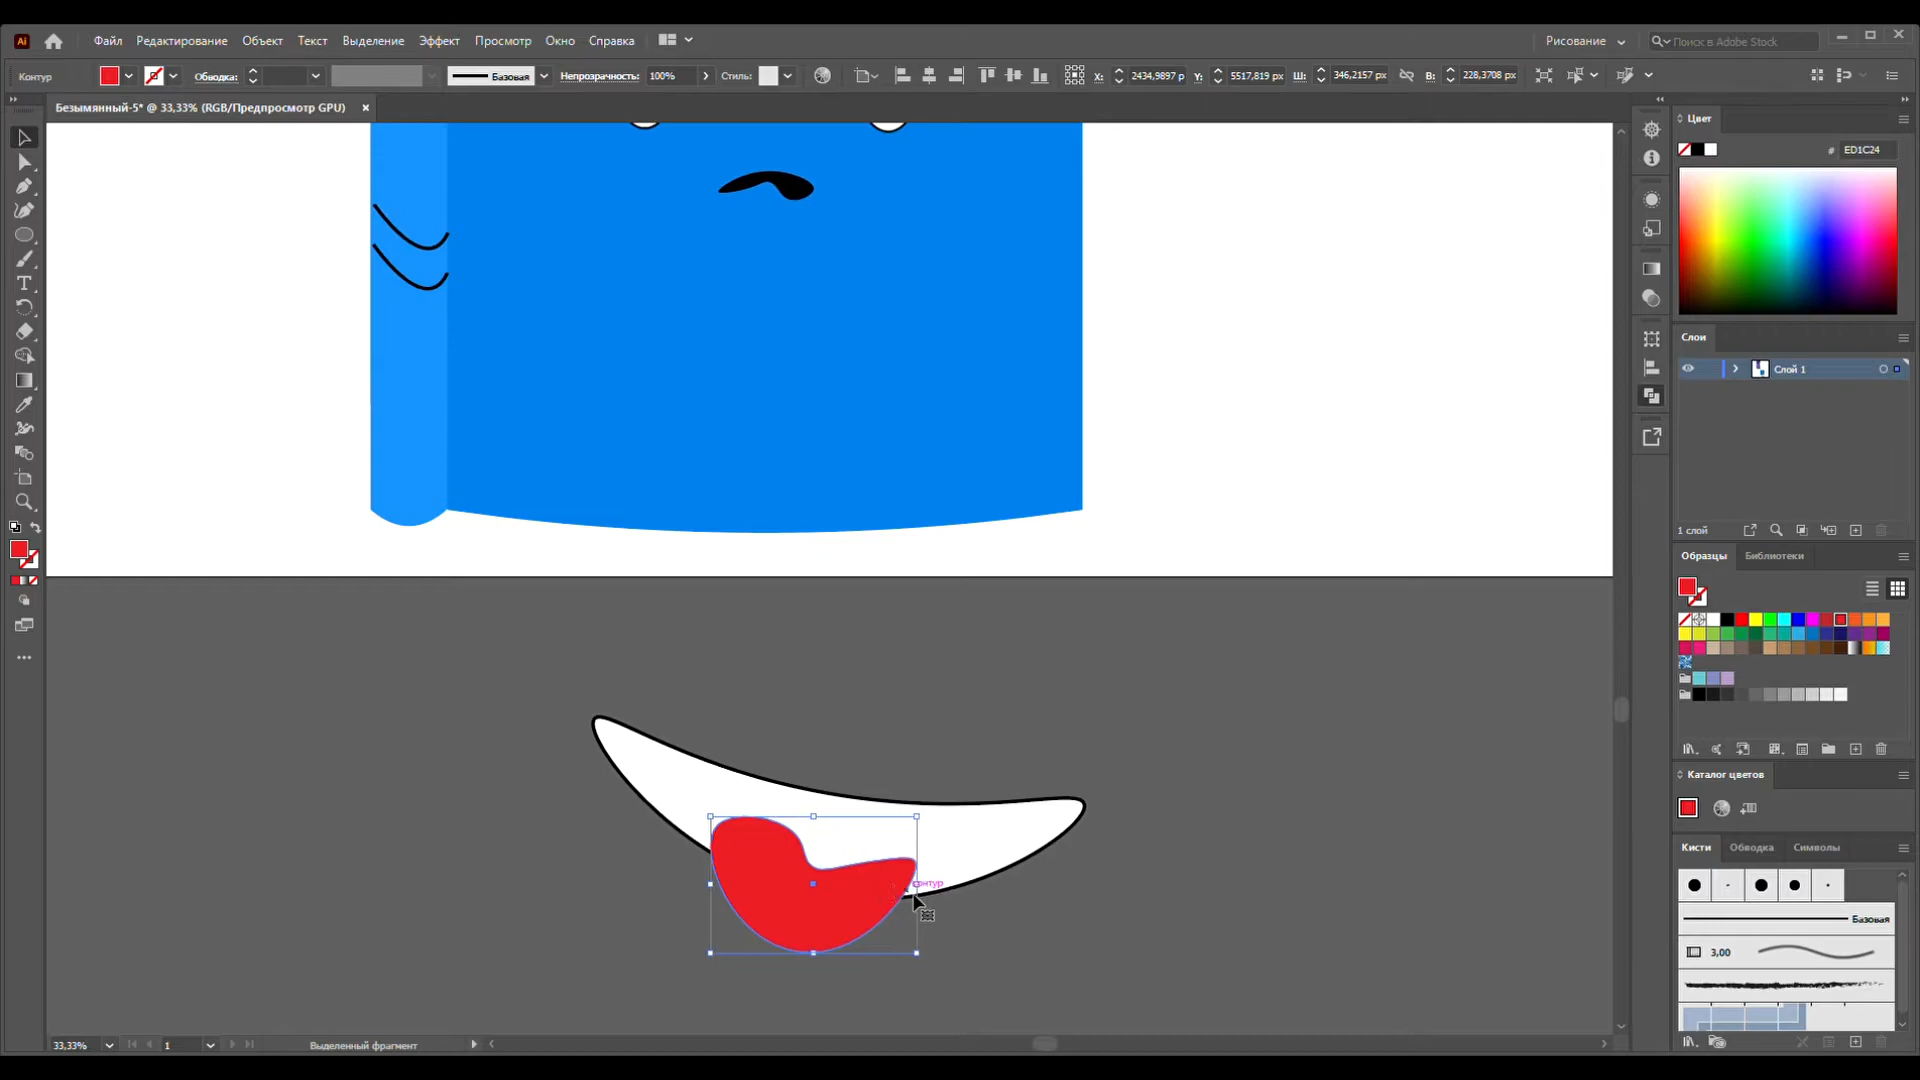 Ai Файл Редактирование Объект Текст Выделение Эффект Просмотр Окно Справка Рисование Поиск в Adobe Stock
Контур Обводка: Базовая Непрозрачность: 100% Стиль: X: 2434,9897 p Y: 5517,819 px Ш: 346,2157 px В: 228,3708 px
Безымянный-5* @ 33,33% (RGB/Предпросмотр GPU)
Цвет
# ED1C24
Слои
Слой 1
1 слой
Образцы Библиотеки
Каталог цветов
Кисти Обводка Символы
контур
Базовая
3,00
33,33% 1 Выделенный фрагмент